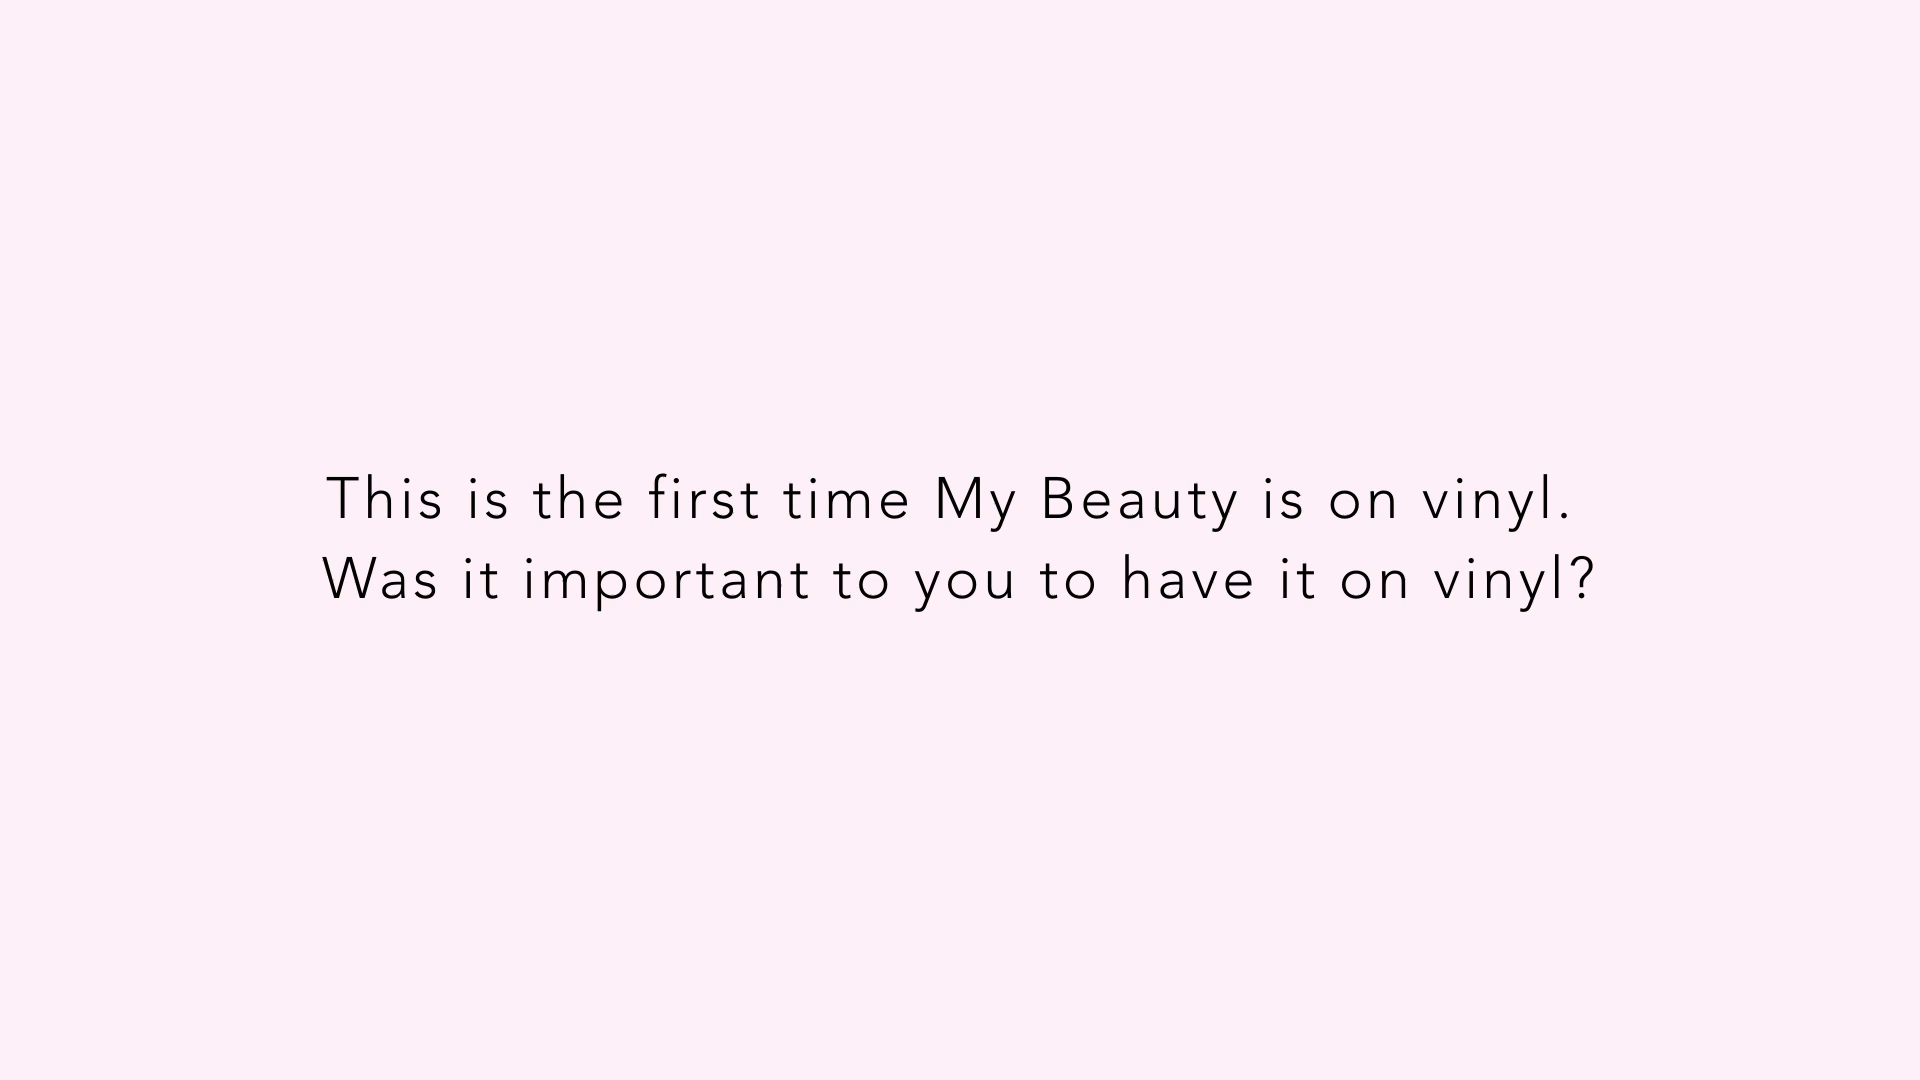 This is the first time My Beauty is on vinyl.
Was it important to you to have it on vinyl?